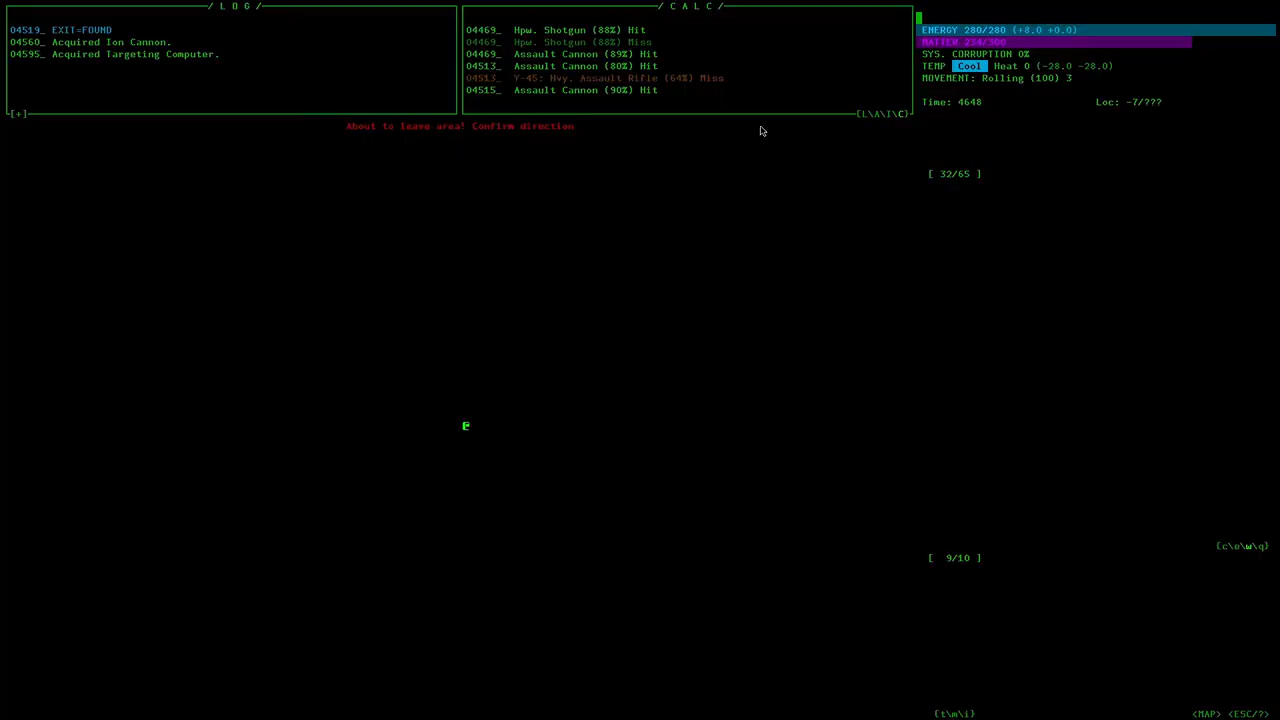 / L O G /
04519_ EXIT=FOUND
04560_ Acquired Ion Cannon.
04595_ Acquired Targeting Computer.
[+]
/ C A L C /
04469_ Hpw. Shotgun (88%) Hit
04469_ Hpw. Shotgun (88%) Miss
04469_ Assault Cannon (89%) Hit
04513_ Assault Cannon (80%) Hit
04513_ Y-45: Hvy. Assault Rifle (64%) Miss
04515_ Assault Cannon (90%) Hit
{L\A\I\C}
About to leave area! Confirm direction
ENERGY 280/280 (+8.0 +0.0)
MATTER 234/300
SYS. CORRUPTION 0%
TEMP Cool Heat 0 (-28.0 -28.0)
MOVEMENT: Rolling (100) 3
Time: 4648 Loc: -7/???
[ 32/65 ]
{c\e\w\q}
[ 9/10 ]
{t\m\i}
<MAP> <ESC/?>